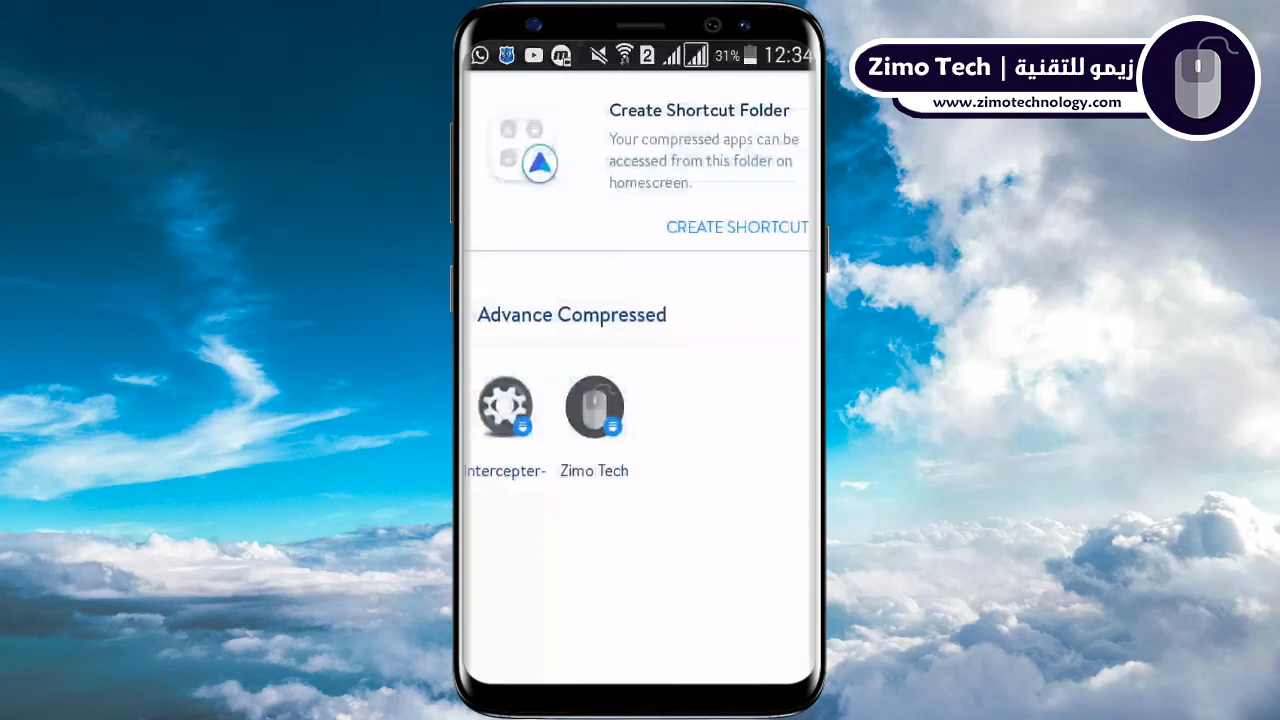 31% 12:34
Zimo Tech | زيمو للتقنية
www.zimotechnology.com
Create Shortcut Folder
Your compressed apps can be
accessed from this folder on
homescreen.
CREATE SHORTCUT
Advance Compressed
Intercepter-
Zimo Tech